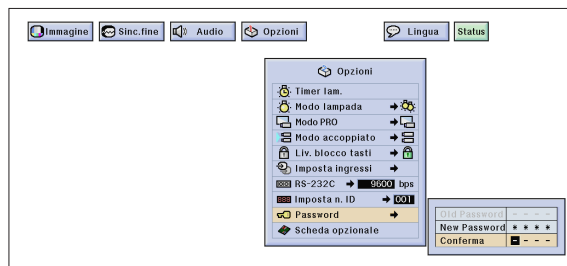 Immagine Sinc.fine Audio Opzioni Lingua Status
Opzioni
Timer lam.
Modo lampada
Modo PRO
Modo accoppiato
Liv. blocco tasti
Imposta ingressi
RS-232C 9600 bps
Imposta n. ID 001
Password
Scheda opzionale
Old Password - - - -
New Password * * * *
Conferma - - - -